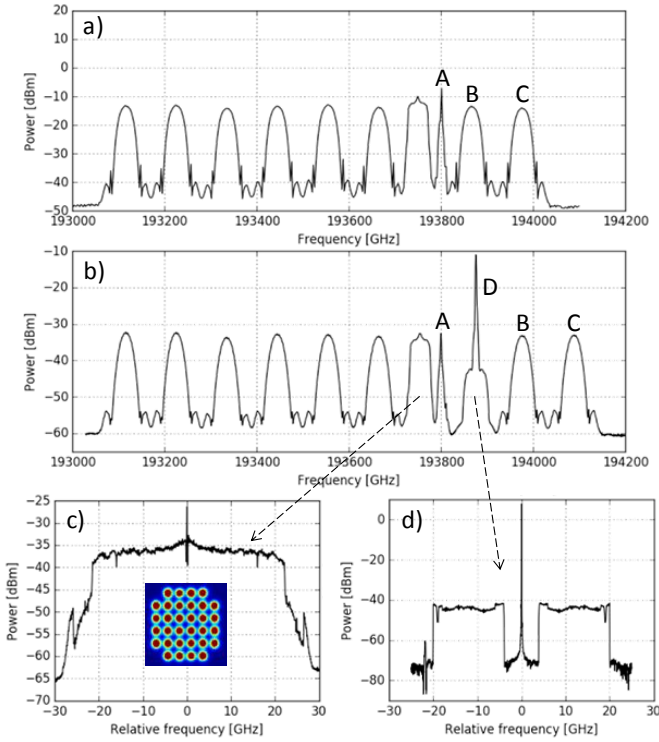 20
10
0
-10
-20
-30
-40
-50
Power [dBm]
a)
A
B
C
193000 193200 193400 193600 193800 194000 194200
Frequency [GHz]
-10
-20
-30
-40
-50
-60
Power [dBm]
b)
A
D
B
C
193000 193200 193400 193600 193800 194000 194200
Frequency [GHz]
-25
-30
-35
-40
-45
-50
-55
-60
-65
-70
Power [dBm]
c)
-30 -20 -10 0 10 20 30
Relative frequency [GHz]
0
-20
-40
-60
-80
Power [dBm]
d)
-30 -20 -10 0 10 20 30
Relative frequency [GHz]